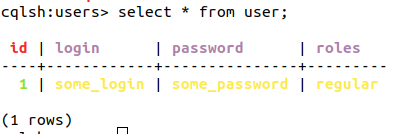 cqlsh:users> select * from user;
id | login | password | roles
----+------------+---------------+---------
1 | some_login | some_password | regular
(1 rows)